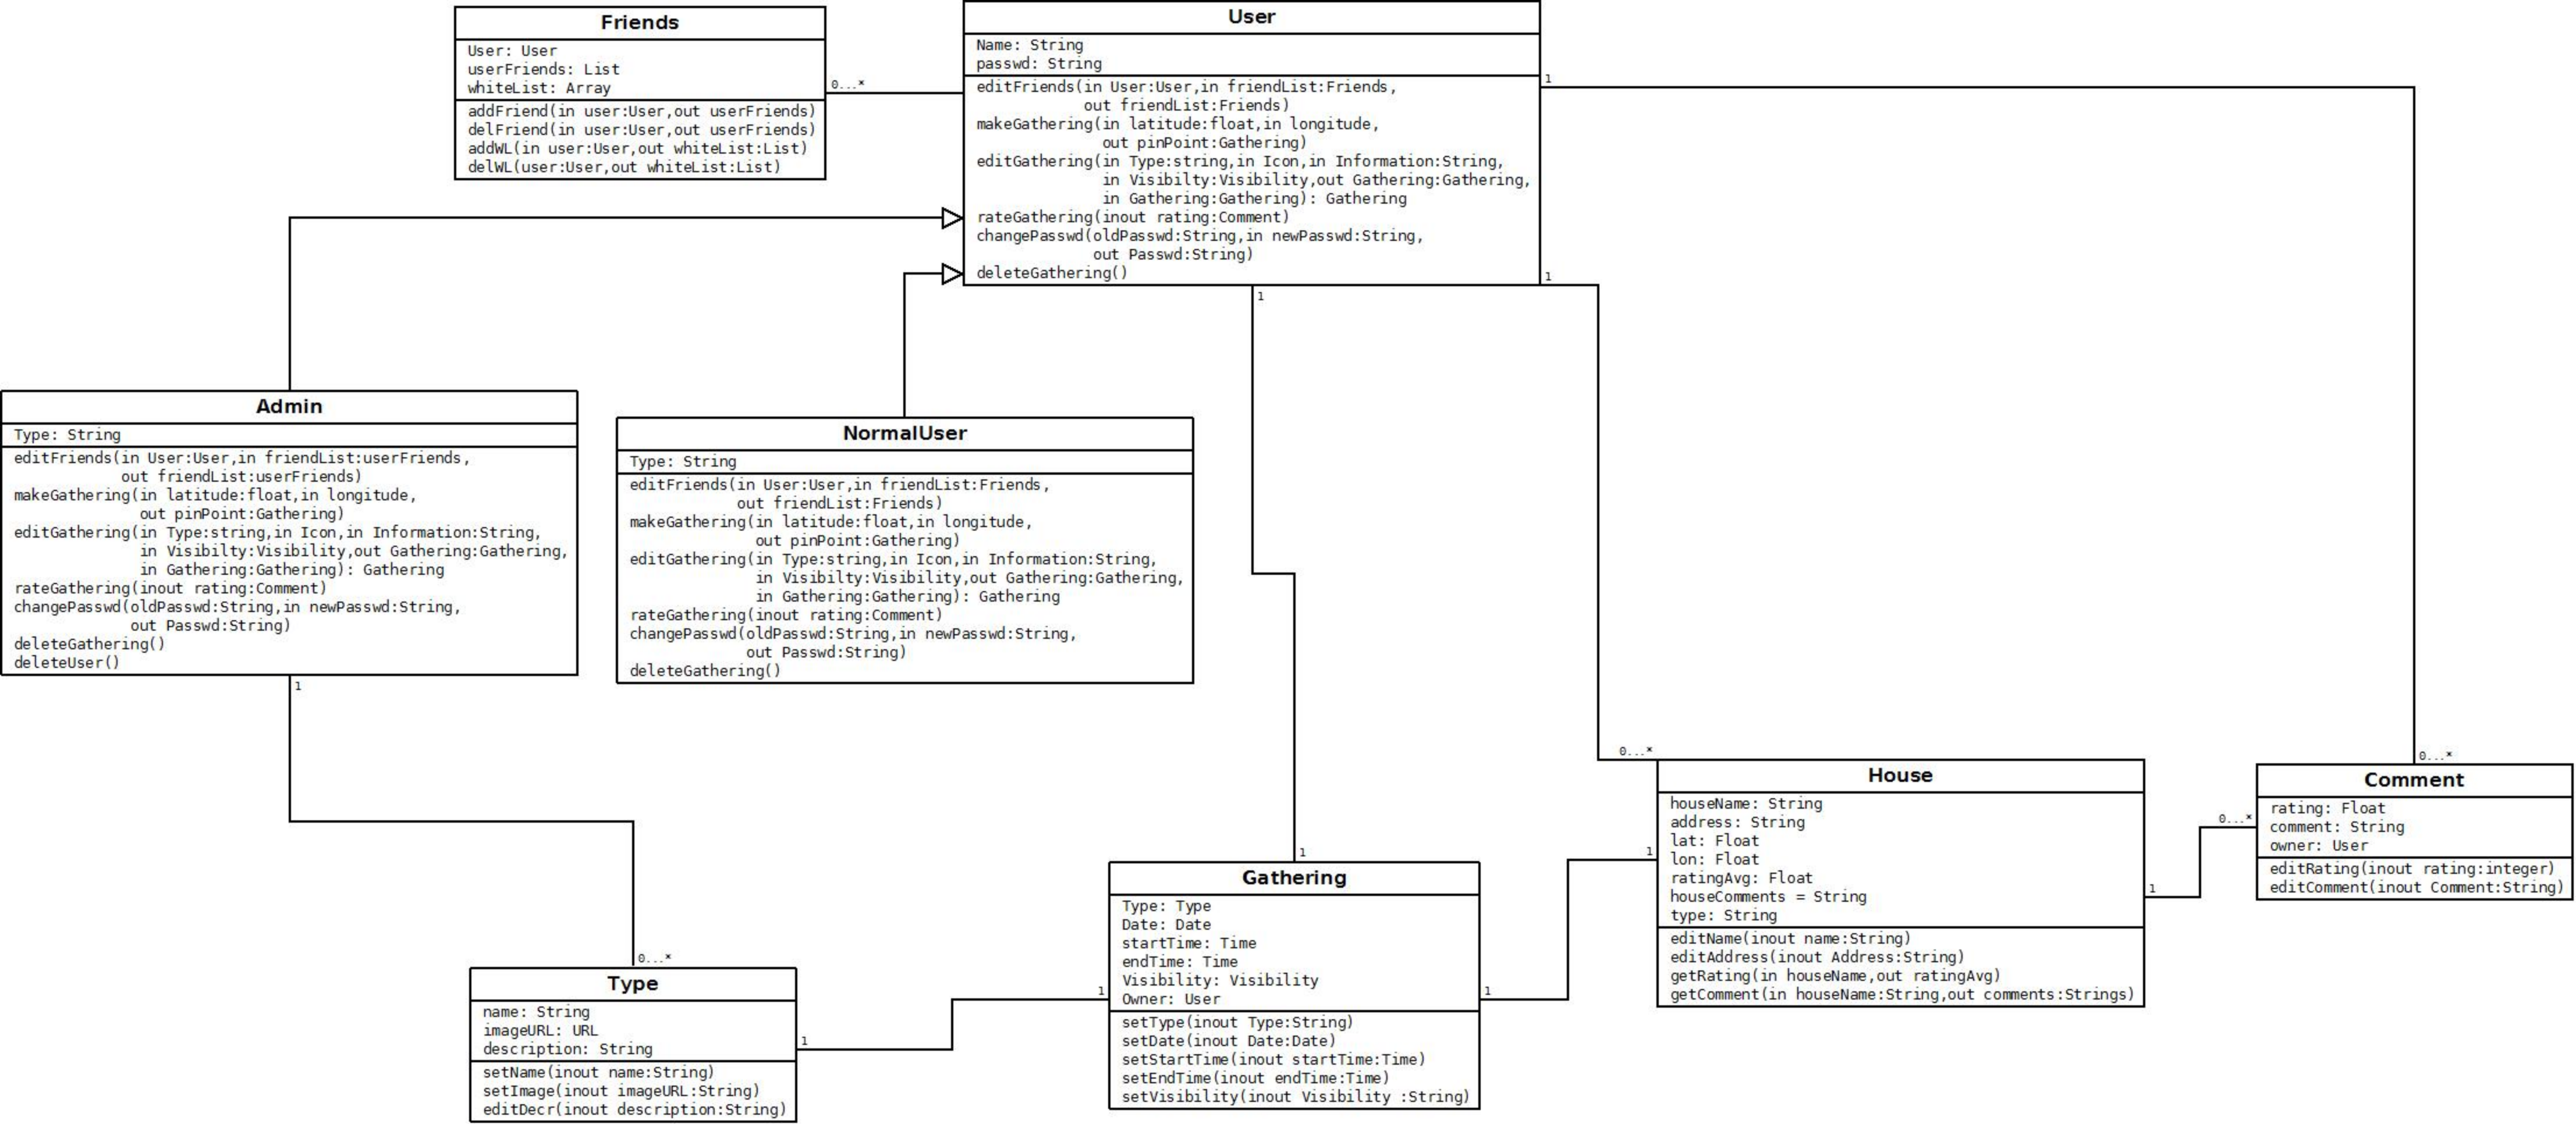 Friends
User: User
userFriends: List
whiteList: Array
addFriend(in user:User,out userFriends)
delFriend(in user:User,out userFriends)
addWL(in user:User,out whiteList:List)
delWL(user:User,out whiteList:List)
0...*
User
Name: String
passwd: String
editFriends(in User:User,in friendList:Friends,
out friendList:Friends)
makeGathering(in latitude:float,in longitude,
out pinPoint:Gathering)
editGathering(in Type:string,in Icon,in Information:String,
in Visibilty:Visibility,out Gathering:Gathering,
in Gathering:Gathering): Gathering
rateGathering(inout rating:Comment)
changePasswd(oldPasswd:String,in newPasswd:String,
out Passwd:String)
deleteGathering()
1
1
1
Admin
Type: String
editFriends(in User:User,in friendList:userFriends,
out friendList:userFriends)
makeGathering(in latitude:float,in longitude,
out pinPoint:Gathering)
editGathering(in Type:string,in Icon,in Information:String,
in Visibilty:Visibility,out Gathering:Gathering,
in Gathering:Gathering): Gathering
rateGathering(inout rating:Comment)
changePasswd(oldPasswd:String,in newPasswd:String,
out Passwd:String)
deleteGathering()
deleteUser()
1
NormalUser
Type: String
editFriends(in User:User,in friendList:Friends,
out friendList:Friends)
makeGathering(in latitude:float,in longitude,
out pinPoint:Gathering)
editGathering(in Type:string,in Icon,in Information:String,
in Visibilty:Visibility,out Gathering:Gathering,
in Gathering:Gathering): Gathering
rateGathering(inout rating:Comment)
changePasswd(oldPasswd:String,in newPasswd:String,
out Passwd:String)
deleteGathering()
0...*
Type
name: String
imageURL: URL
description: String
setName(inout name:String)
setImage(inout imageURL:String)
editDecr(inout description:String)
1
1
1
Gathering
Type: Type
Date: Date
startTime: Time
endTime: Time
Visibility: Visibility
Owner: User
setType(inout Type:String)
setDate(inout Date:Date)
setStartTime(inout startTime:Time)
setEndTime(inout endTime:Time)
setVisibility(inout Visibility :String)
1
1
0...*
House
houseName: String
address: String
lat: Float
lon: Float
ratingAvg: Float
houseComments = String
type: String
editName(inout name:String)
editAddress(inout Address:String)
getRating(in houseName,out ratingAvg)
getComment(in houseName:String,out comments:Strings)
1
0...*
0...*
Comment
rating: Float
comment: String
owner: User
editRating(inout rating:integer)
editComment(inout Comment:String)